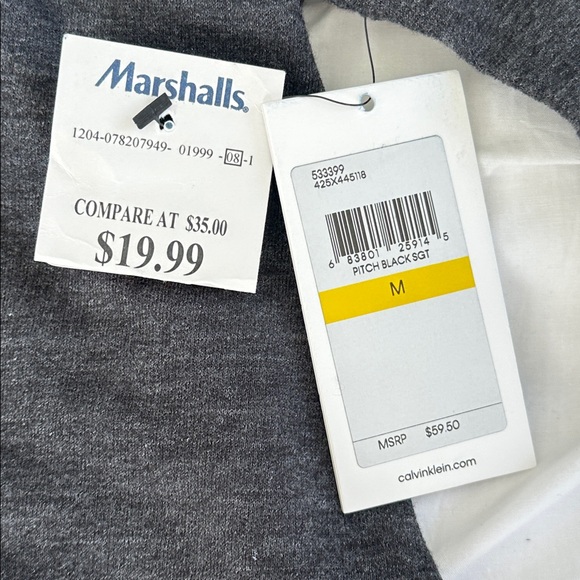 Marshalls®
1204-078207949- 01999 -08-1
COMPARE AT $35.00
$19.99
533399
425X445118
6 83801 25914 5
PITCH BLACK SGT
M
MSRP $59.50
calvinklein.com